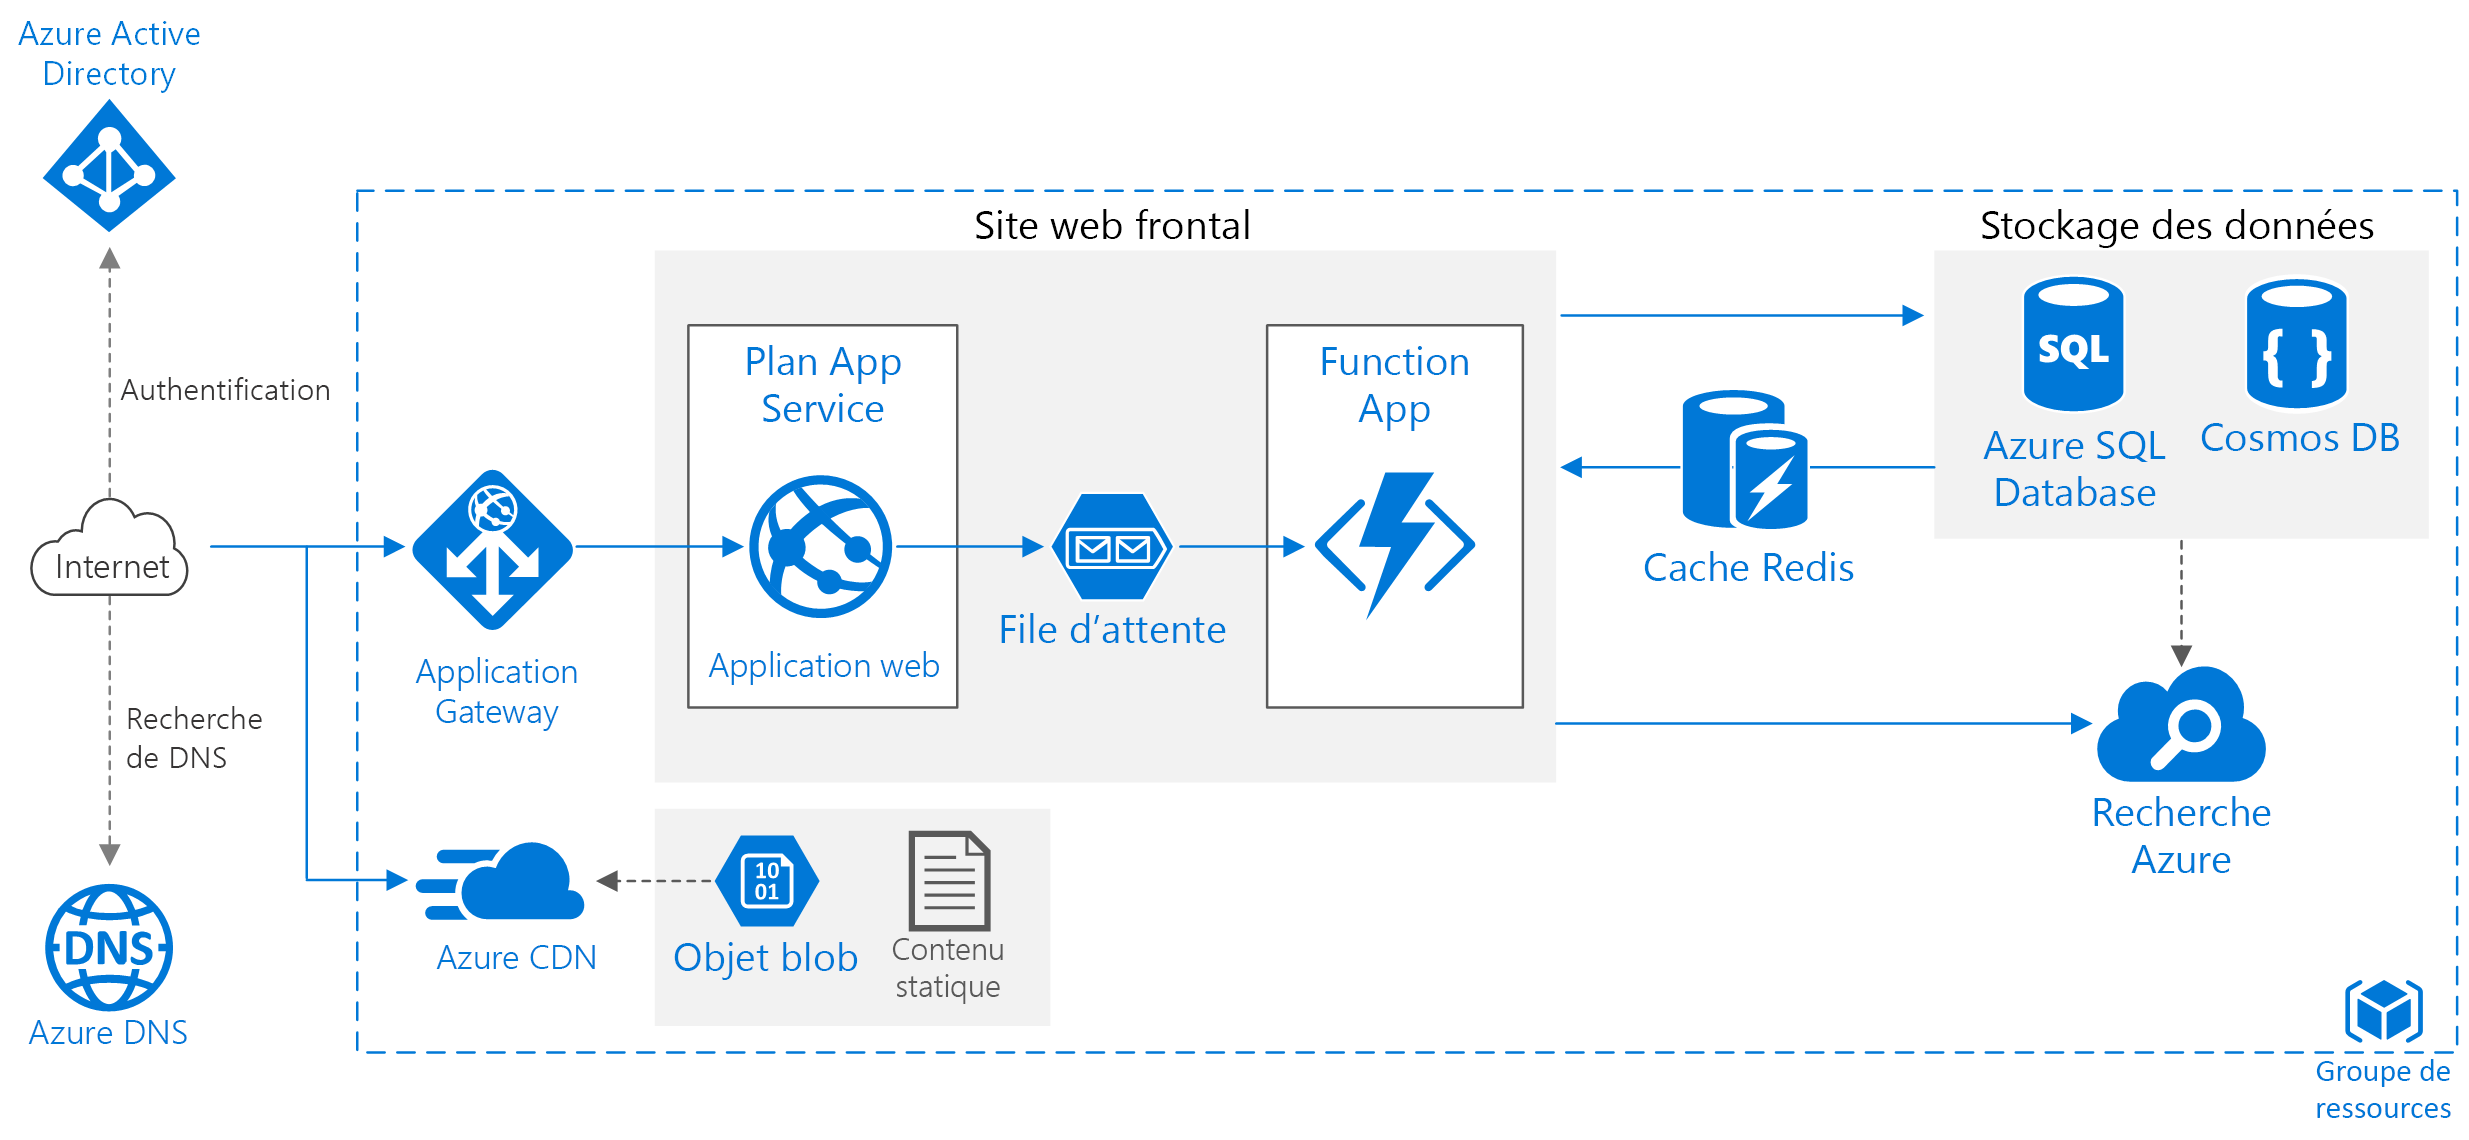 Azure Active
Directory
Authentification
Internet
Recherche
de DNS
DNS
Azure DNS
Site web frontal
Stockage des données
Plan App
Service
Application web
File d’attente
Function
App
Application
Gateway
Cache Redis
SQL
Azure SQL
Database
{ }
Cosmos DB
Recherche
Azure
Azure CDN
10
01
Objet blob
Contenu
statique
Groupe de
ressources